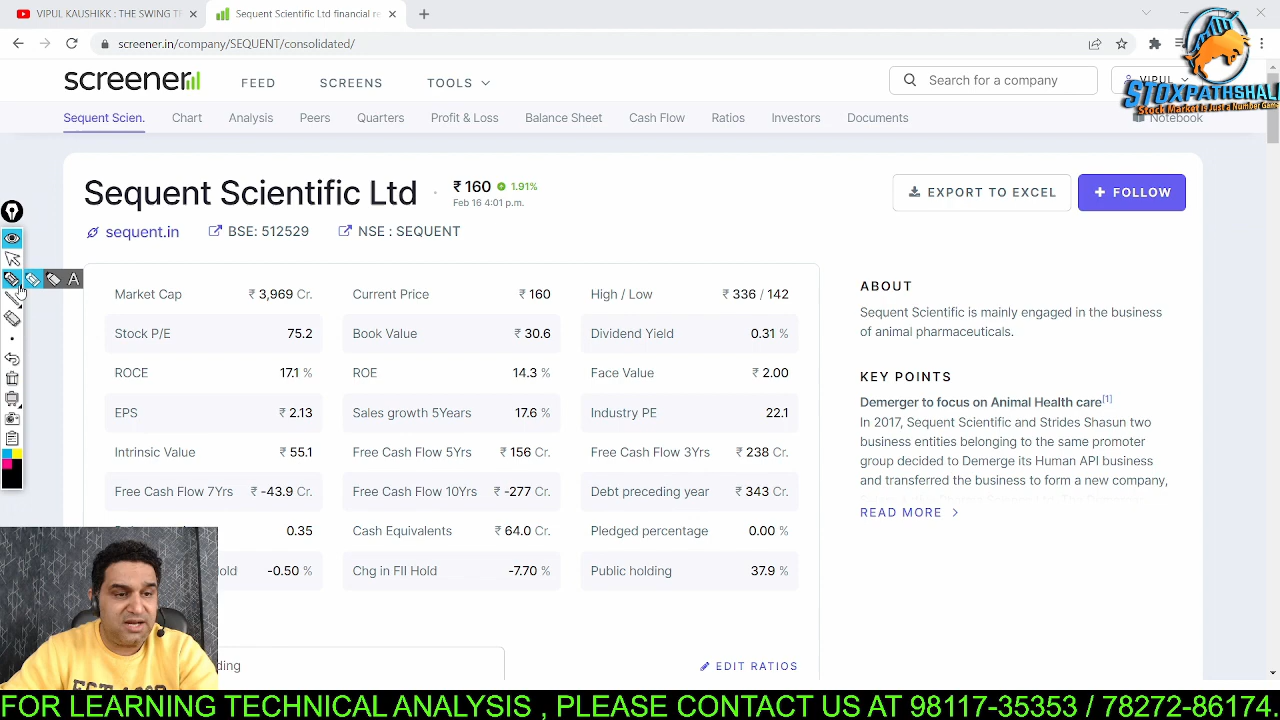 VIPUL KAUSHIKK : THE SWING T
Sequent Scientific Ltd financial re
screener.in/company/SEQUENT/consolidated/
screener
FEED
SCREENS
TOOLS
Search for a company
VIPUL
STOXPATHSHAL
Stock Market is Just a Number Game
Sequent Scien.
Chart
Analysis
Peers
Quarters
Profit &
Sheet
Cash Flow
Ratios
Investors
Documents
Notebook
Sequent Scientific Ltd
₹ 160 1.91%
Feb 16 4:01 p.m.
EXPORT TO EXCEL
+ FOLLOW
sequent.in
BSE: 512529
NSE : SEQUENT
A
Market Cap ₹ 3,969 Cr.
Current Price ₹ 160
High / Low ₹ 336 / 142
Stock P/E 75.2
Book Value ₹ 30.6
Dividend Yield 0.31 %
ROCE 17.1 %
ROE 14.3 %
Face Value ₹ 2.00
EPS ₹ 2.13
Sales growth 5Years 17.6 %
Industry PE 22.1
Intrinsic Value ₹ 55.1
Free Cash Flow 5Yrs ₹ 156 Cr.
Free Cash Flow 3Yrs ₹ 238 Cr.
Free Cash Flow 7Yrs ₹ -43.9 Cr.
Free Cash Flow 10Yrs ₹ -277 Cr.
Debt preceding year ₹ 343 Cr.
0.35
Cash Equivalents ₹ 64.0 Cr.
Pledged percentage 0.00 %
old -0.50 %
Chg in FII Hold -7.70 %
Public holding 37.9 %
ding
EDIT RATIOS
ABOUT
Sequent Scientific is mainly engaged in the business
of animal pharmaceuticals.
KEY POINTS
Demerger to focus on Animal Health care[1]
In 2017, Sequent Scientific and Strides Shasun two
business entities belonging to the same promoter
group decided to Demerge its Human API business
and transferred the business to form a new company,
READ MORE
FOR LEARNING TECHNICAL ANALYSIS , PLEASE CONTACT US AT 98117-35353 / 78272-86174.